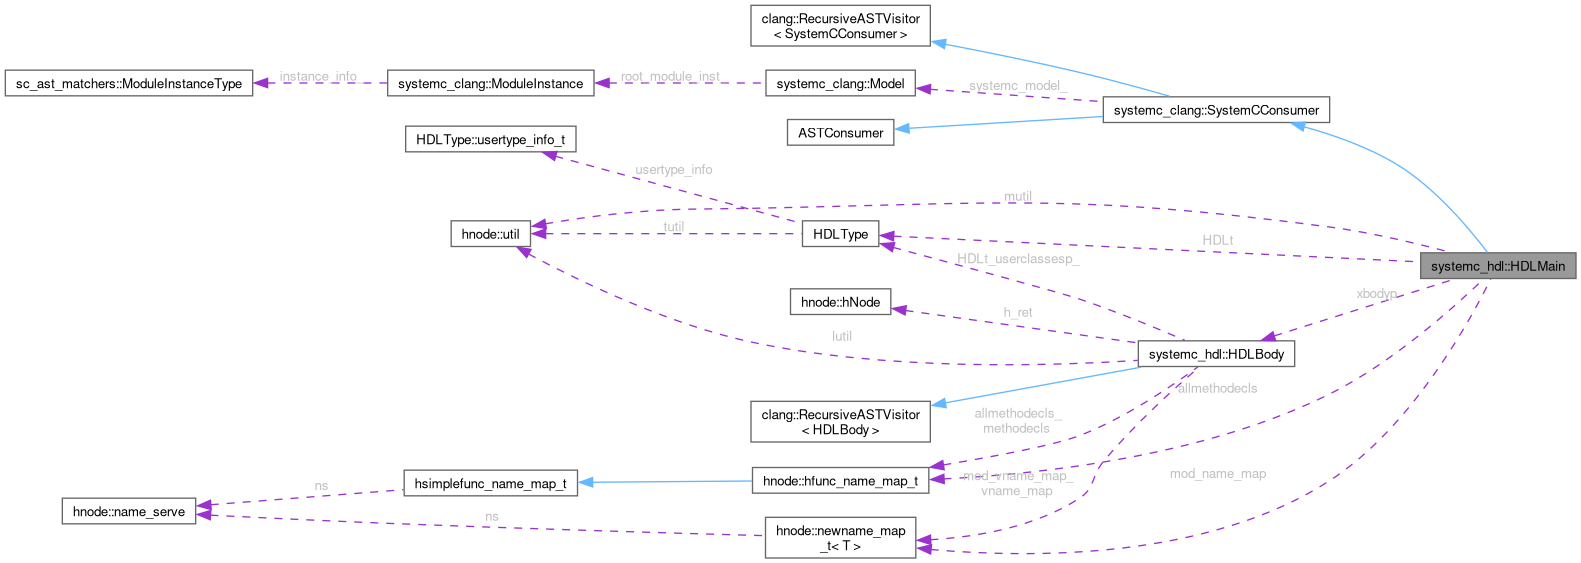 clang::RecursiveASTVisitor
< SystemCConsumer >
sc_ast_matchers::ModuleInstanceType
instance_info
systemc_clang::ModuleInstance
root_module_inst
systemc_clang::Model
systemc_model_
systemc_clang::SystemCConsumer
ASTConsumer
HDLType::usertype_info_t
usertype_info
mutil
hnode::util
tutil
HDLType
HDLt
HDLt_userclassesp_
systemc_hdl::HDLMain
xbodyp_
hnode::hNode
h_ret
lutil
systemc_hdl::HDLBody
allmethodecls
clang::RecursiveASTVisitor
< HDLBody >
allmethodecls_
methodecls
hsimplefunc_name_map_t
hnode::hfunc_name_map_t
mod_vname_map_
vname_map
mod_name_map
ns
hnode::name_serve
ns
hnode::newname_map
_t< T >